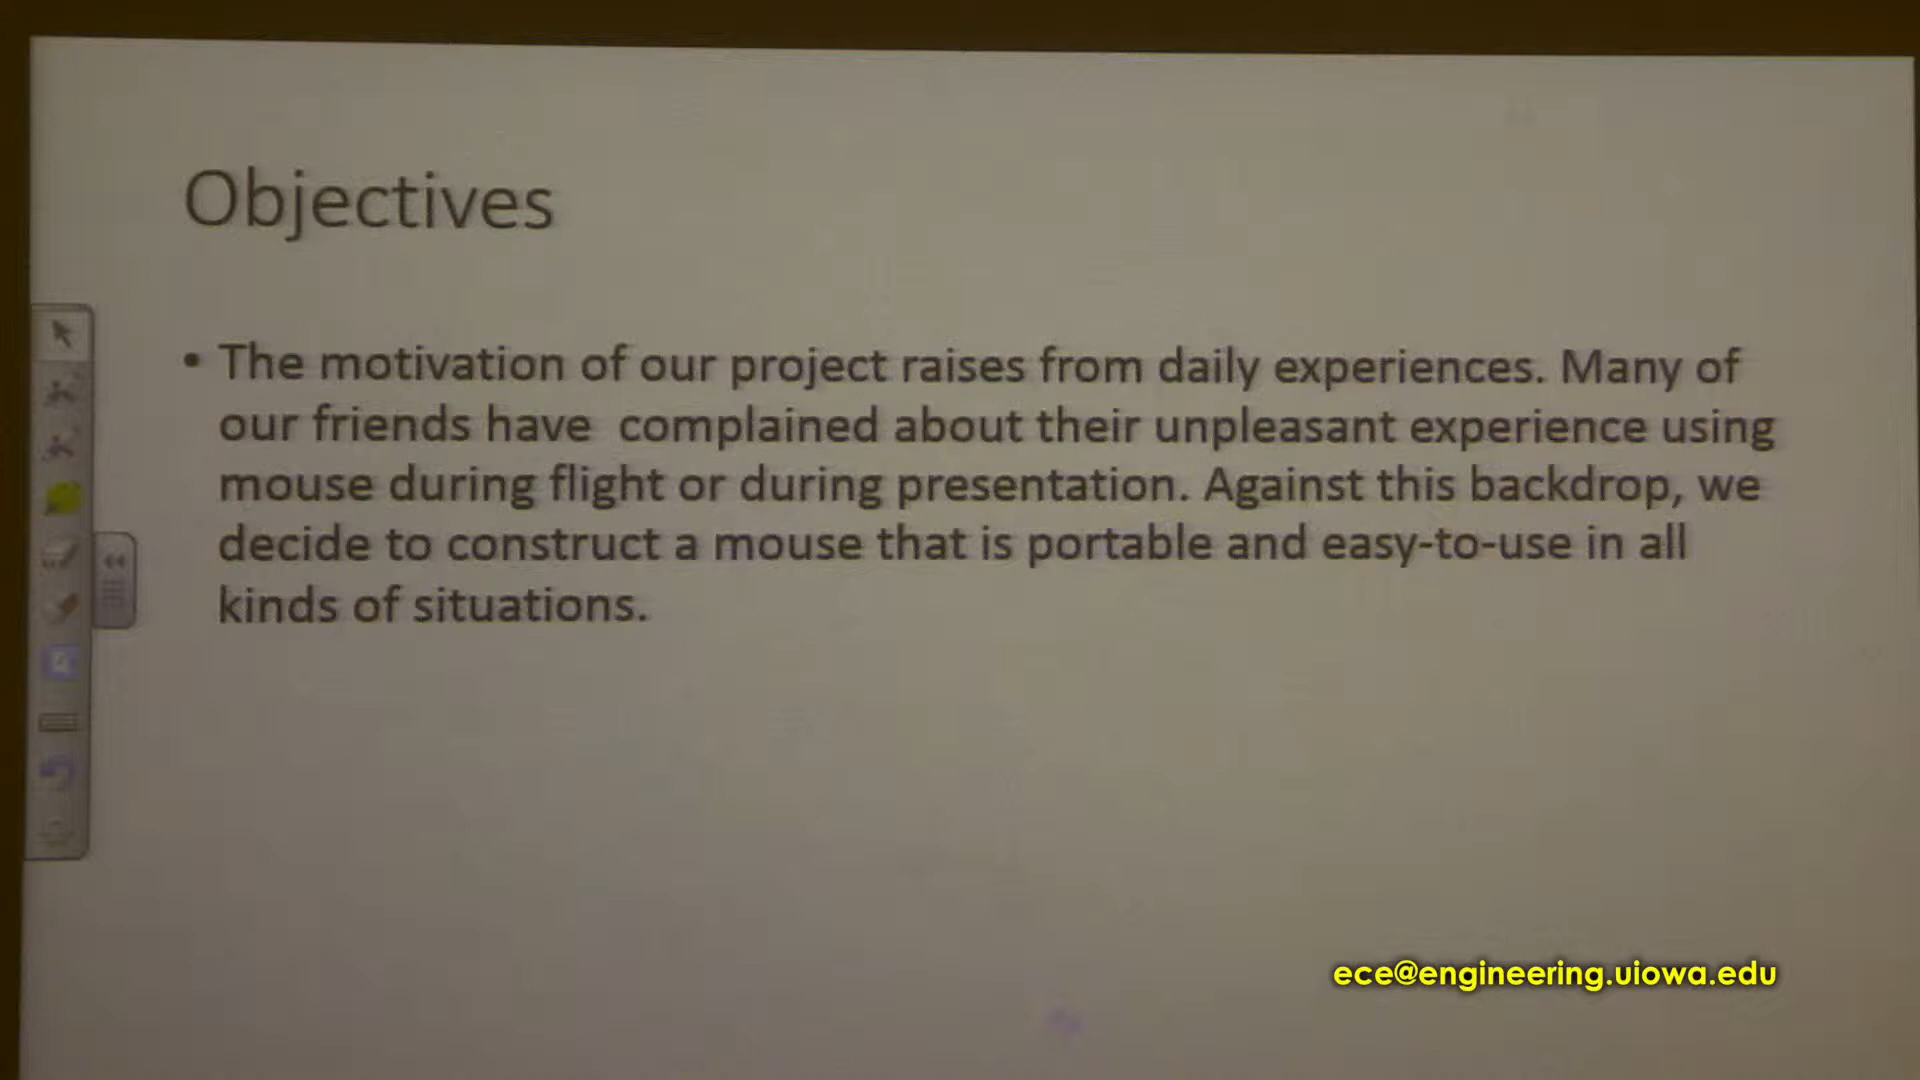 Objectives
• The motivation of our project raises from daily experiences. Many of
our friends have complained about their unpleasant experience using
mouse during flight or during presentation. Against this backdrop, we
decide to construct a mouse that is portable and easy-to-use in all
kinds of situations.
ece@engineering.uiowa.edu